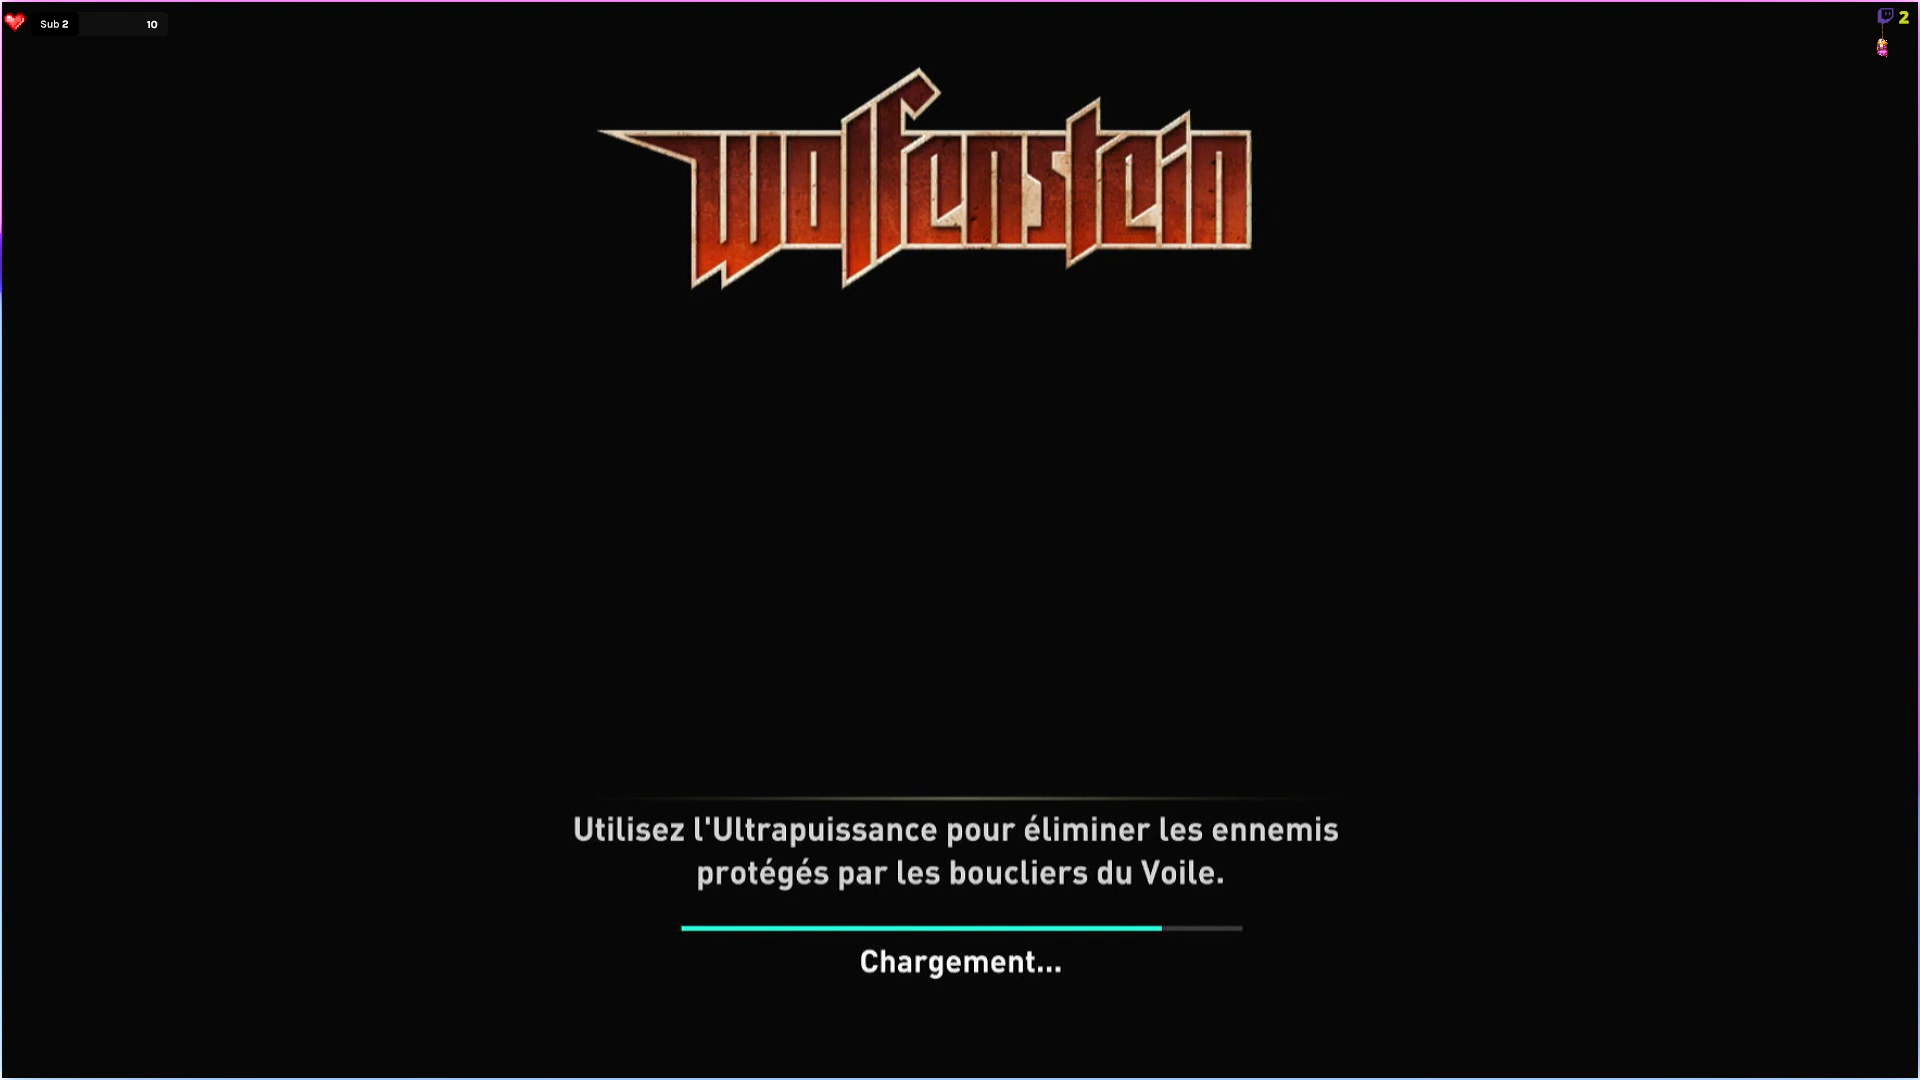 Sub 2 10
2
Wolfenstein
Utilisez l'Ultrapuissance pour éliminer les ennemis
protégés par les boucliers du Voile.
Chargement...